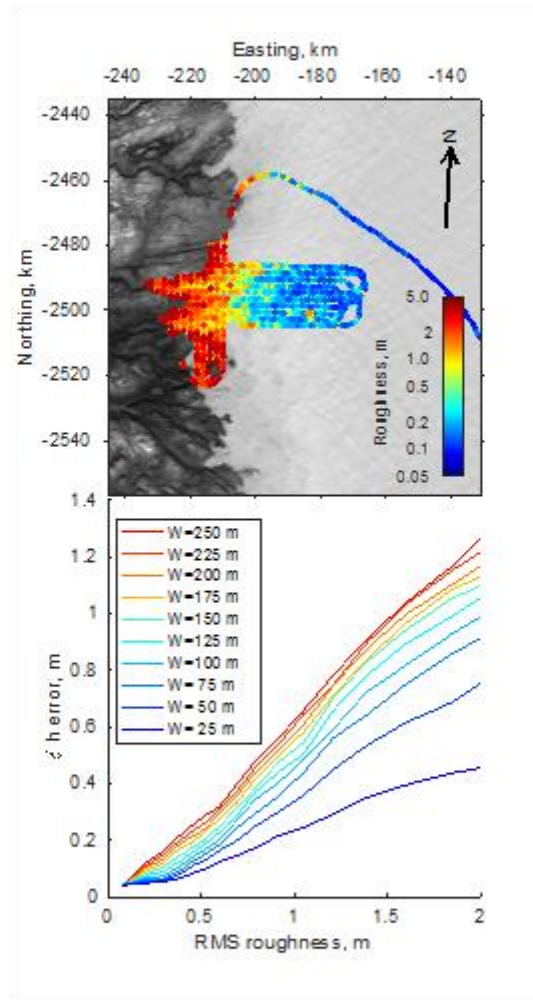 Easting, km
-240 -220 -200 -180 -160 -140
-2440
-2460
-2480
-2500
-2520
-2540
Northing, km
N
5.0
2
1.0
0.5
0.2
0.1
0.05
Roughness, m
1.4
1.2
1
0.8
0.6
0.4
0.2
0
h error, m
W=250 m
W=225 m
W=200 m
W=175 m
W=150 m
W=125 m
W=100 m
W=75 m
W=50 m
W=25 m
0 0.5 1 1.5 2
RMS roughness, m